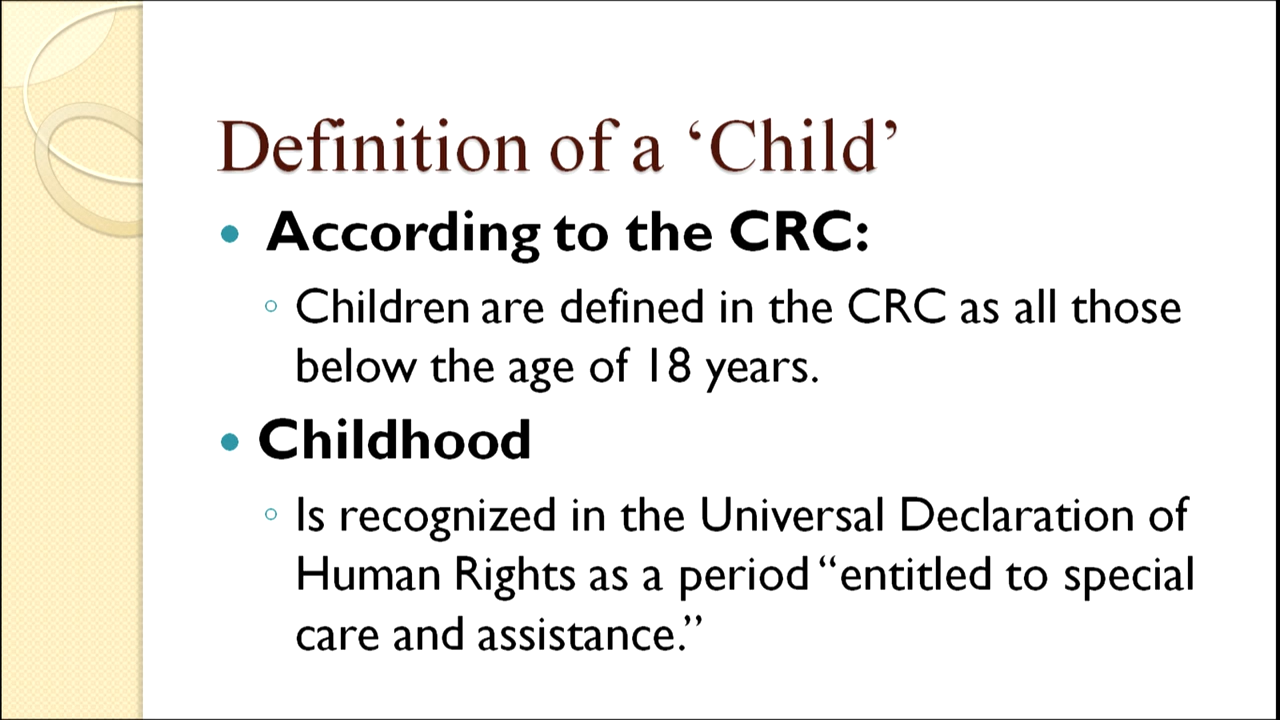 Definition of a ‘Child’
• According to the CRC:
◦ Children are defined in the CRC as all those
below the age of 18 years.
• Childhood
◦ Is recognized in the Universal Declaration of
Human Rights as a period “entitled to special
care and assistance.”